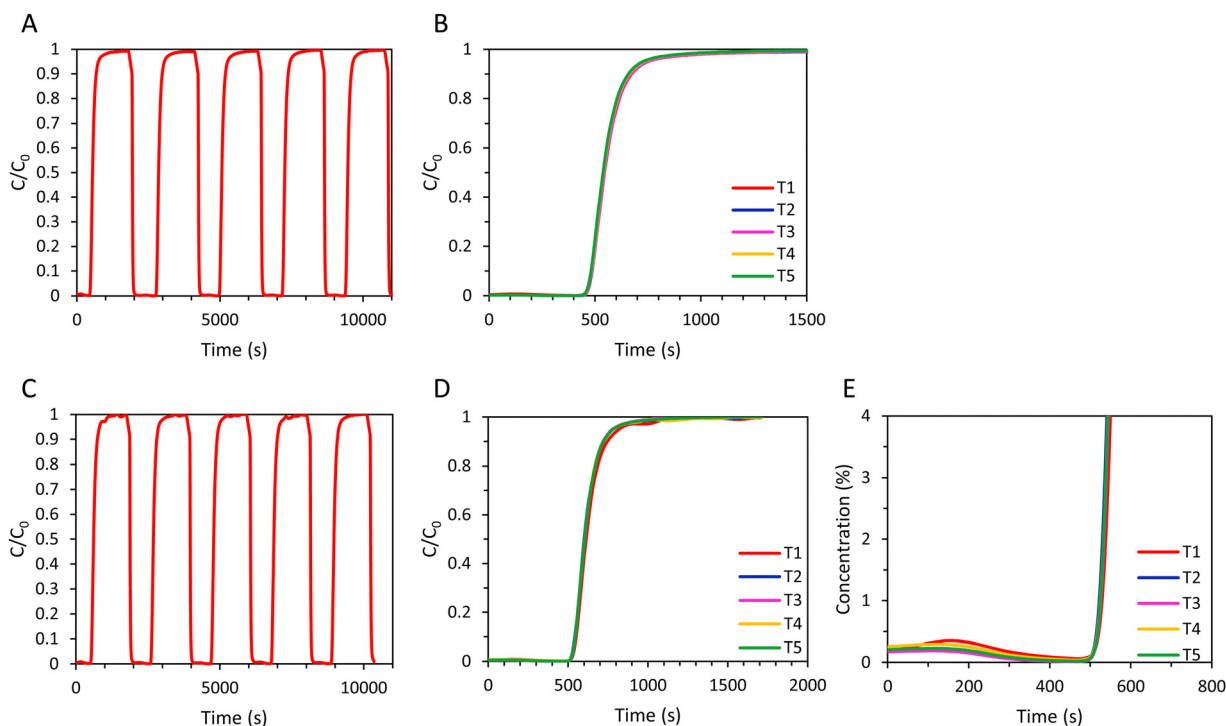 A
1
0.9
0.8
0.7
0.6
0.5
0.4
0.3
0.2
0.1
0
C/C0
0 5000 10000
Time (s)
B
1
0.8
0.6
0.4
0.2
0
C/C0
T1
T2
T3
T4
T5
0 500 1000 1500
Time (s)
C
1
0.9
0.8
0.7
0.6
0.5
0.4
0.3
0.2
0.1
0
C/C0
0 5000 10000
Time (s)
D
1
0.8
0.6
0.4
0.2
0
C/C0
T1
T2
T3
T4
T5
0 500 1000 1500 2000
Time (s)
E
4
3
2
1
0
Concentration (%)
T1
T2
T3
T4
T5
0 200 400 600 800
Time (s)